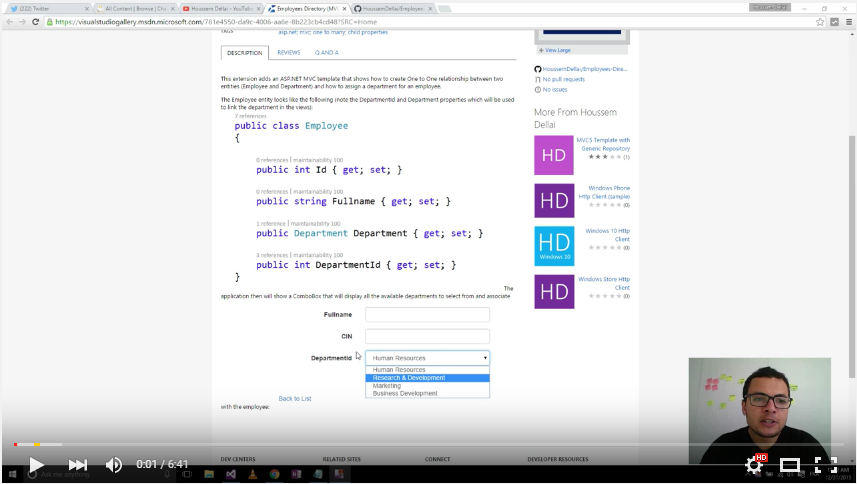 (222) Twitter
All Content | Browse | Cha
Houssem Dellai - YouTube
Employees Directory (MV
HoussemDellai/Employee
Houssem Dellai
https://visualstudiogallery.msdn.microsoft.com/781e4550-da9c-4006-aa6e-8b223cb4cd48?SRC=Home
TAGS
asp.net; mvc; one to many; child properties
View Large
DESCRIPTION
REVIEWS
Q AND A
This extension adds an ASP.NET MVC template that shows how to create One to One relationship between two
entities (Employee and Department) and how to assign a department for an employee.
The Employee entity looks like the following (note the DepartmentId and Department properties which will be used
to link the department in the views):
7 references
public class Employee
{
0 references | maintainability 100
public int Id { get; set; }
0 references | maintainability 100
public string Fullname { get; set; }
1 reference | maintainability 100
public Department Department { get; set; }
3 references | maintainability 100
public int DepartmentId { get; set; }
}
The
application then will show a ComboBox that will display all the available departments to select from and associate
Fullname
CIN
DepartmentId
Human Resources
Human Resources
Research & Development
Marketing
Business Development
Back to List
with the employee:
HoussemDellai/Employees-Dire...
No pull requests
No issues
More From Houssem
Dellai
HD
MVC5 Template with
Generic Repository
(1)
HD
Windows Phone
Http Client (sample)
(0)
HD
Windows 10
Windows 10 Http
Client
(0)
HD
Windows Store Http
Client
(0)
DEV CENTERS
RELATED SITES
CONNECT
DEVELOPER RESOURCES
0:01 / 6:41
HD
Ask me anything
12/31/2015